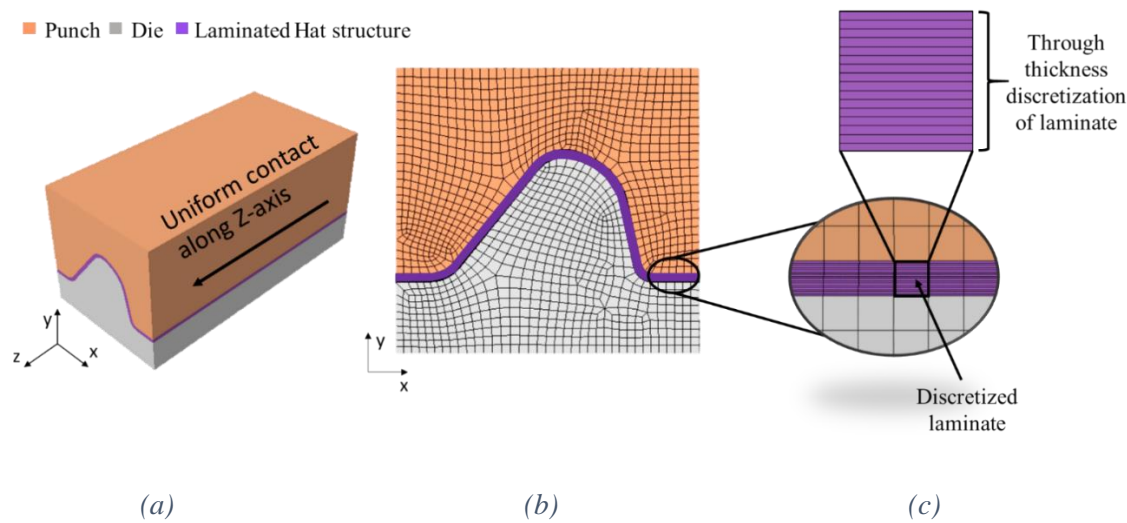 Punch Die Laminated Hat structure
Uniform contact
along Z-axis
y
z
x
y
x
Through
thickness
discretization
of laminate
Discretized
laminate
(a)
(b)
(c)